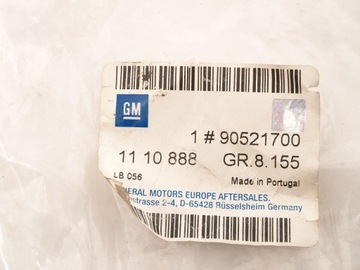 GM
1 # 90521700
11 10 888 GR.8.155
LB 056 Made in Portugal
ERAL MOTORS EUROPE AFTERSALES.
strasse 2-4, D-65428 Rüsselsheim Germany